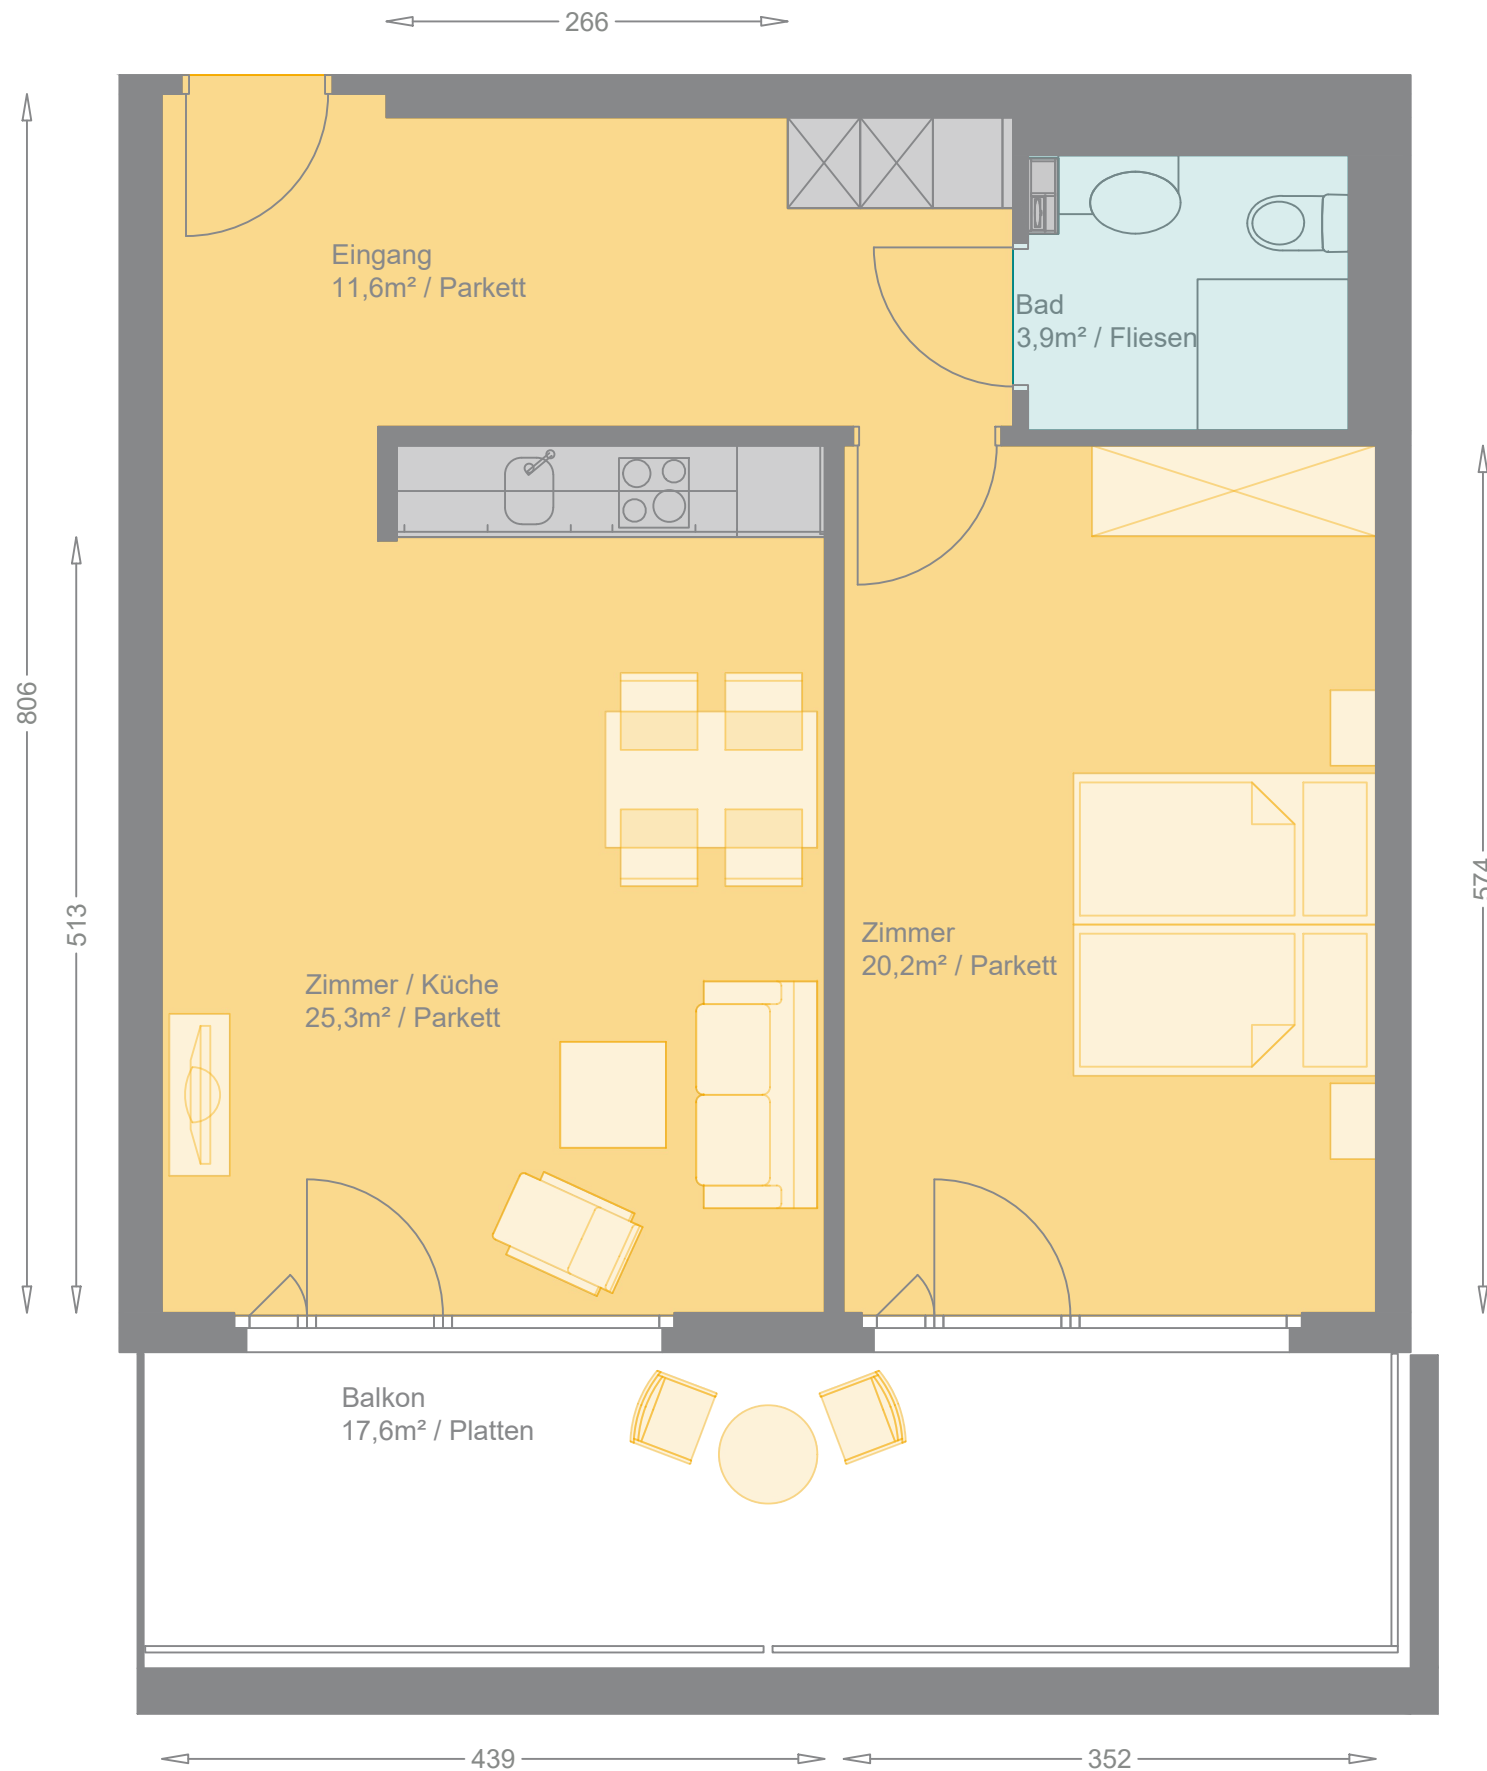 266
Eingang
11,6m² / Parkett
Bad
3,9m² / Fliesen
806
513
574
Zimmer
20,2m² / Parkett
Zimmer / Küche
25,3m² / Parkett
Balkon
17,6m² / Platten
439
352